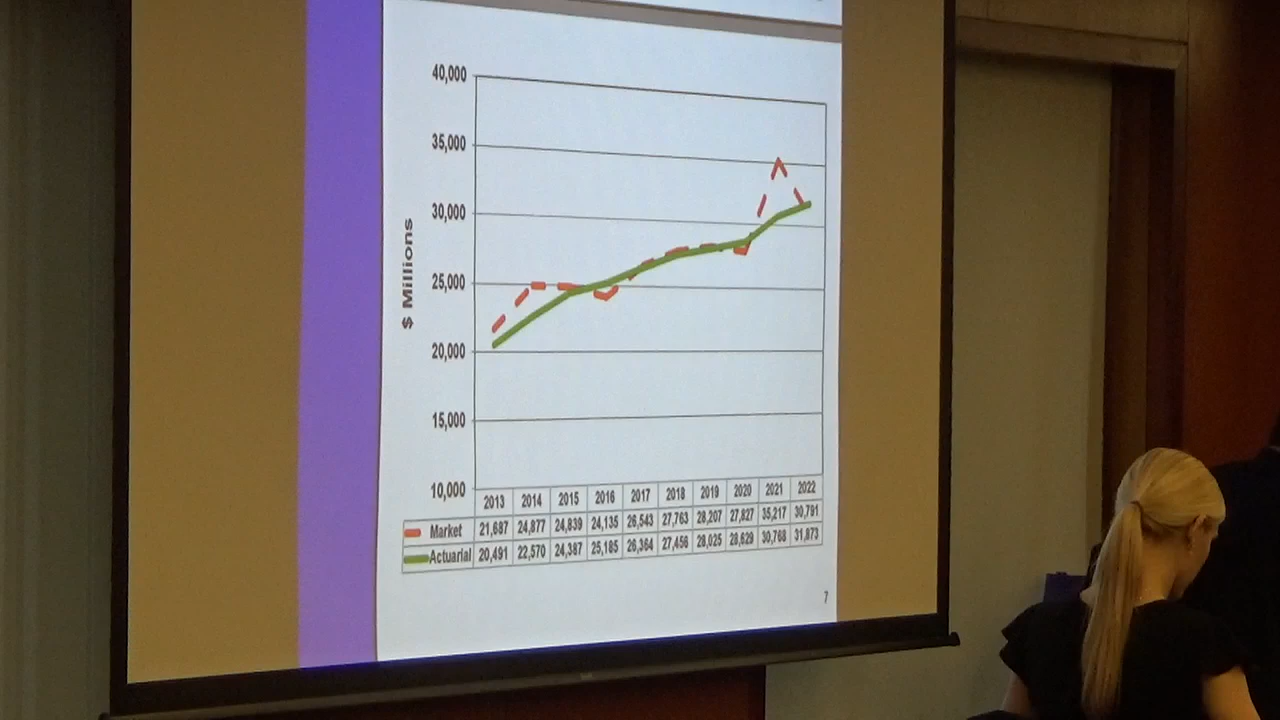 40,000
35,000
30,000
25,000
20,000
15,000
10,000
$ Millions
2013 2014 2015 2016 2017 2018 2019 2020 2021 2022
Market 21,687 24,877 24,839 24,135 26,543 27,763 28,207 27,827 35,217 30,791
Actuarial 20,491 22,570 24,387 25,185 26,364 27,456 28,025 28,629 30,768 31,873
7